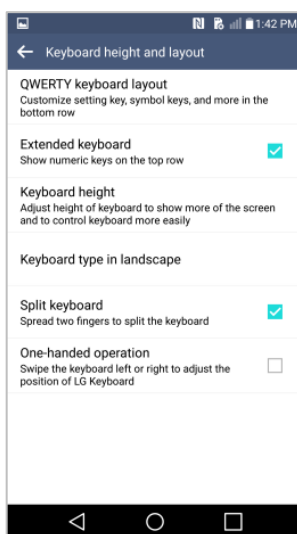 1:42 PM
Keyboard height and layout
QWERTY keyboard layout
Customize setting key, symbol keys, and more in the
bottom row
Extended keyboard
Show numeric keys on the top row
Keyboard height
Adjust height of keyboard to show more of the screen
and to control keyboard more easily
Keyboard type in landscape
Split keyboard
Spread two fingers to split the keyboard
One-handed operation
Swipe the keyboard left or right to adjust the
position of LG Keyboard